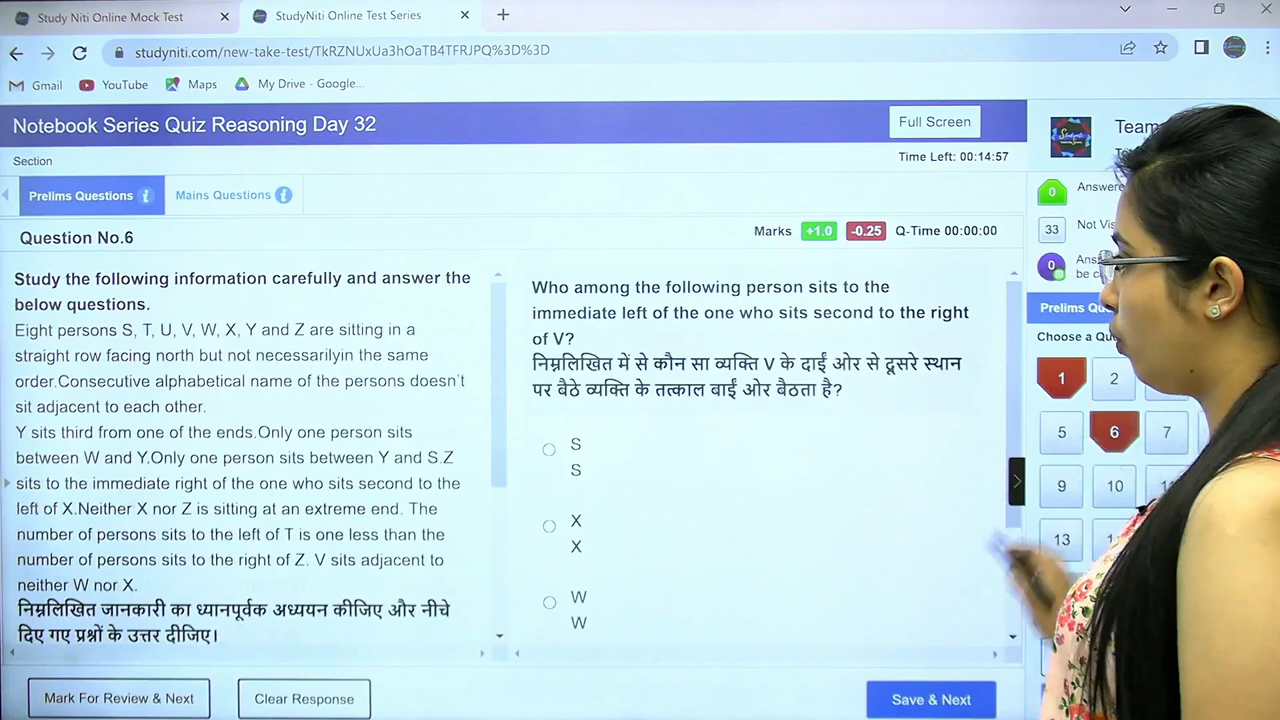 Study Niti Online Mock Test
StudyNiti Online Test Series
studyniti.com/new-take-test/TkRZNUxUa3hOaTB4TFRJPQ%3D%3D
Gmail
YouTube
Maps
My Drive - Google...
Notebook Series Quiz Reasoning Day 32
Full Screen
Team
Section
Time Left: 00:14:57
Prelims Questions
Mains Questions
0
Answere
33
Not Vis
Question No.6
Marks +1.0 -0.25 Q-Time 00:00:00
0
Ans
be c
Study the following information carefully and answer the
below questions.
Eight persons S, T, U, V, W, X, Y and Z are sitting in a
straight row facing north but not necessarilyin the same
order.Consecutive alphabetical name of the persons doesn't
sit adjacent to each other.
Y sits third from one of the ends.Only one person sits
between W and Y.Only one person sits between Y and S.Z
sits to the immediate right of the one who sits second to the
left of X.Neither X nor Z is sitting at an extreme end. The
number of persons sits to the left of T is one less than the
number of persons sits to the right of Z. V sits adjacent to
neither W nor X.
निम्नलिखित जानकारी का ध्यानपूर्वक अध्ययन कीजिए और नीचे
दिए गए प्रश्नों के उत्तर दीजिए।
Who among the following person sits to the
immediate left of the one who sits second to the right
of V?
निम्नलिखित में से कौन सा व्यक्ति V के दाईं ओर से दूसरे स्थान
पर बैठे व्यक्ति के तत्काल बाईं ओर बैठता है?
S
S
X
X
W
W
Prelims Qu
Choose a Qu
1
2
5
6
7
9
10
13
Mark For Review & Next
Clear Response
Save & Next